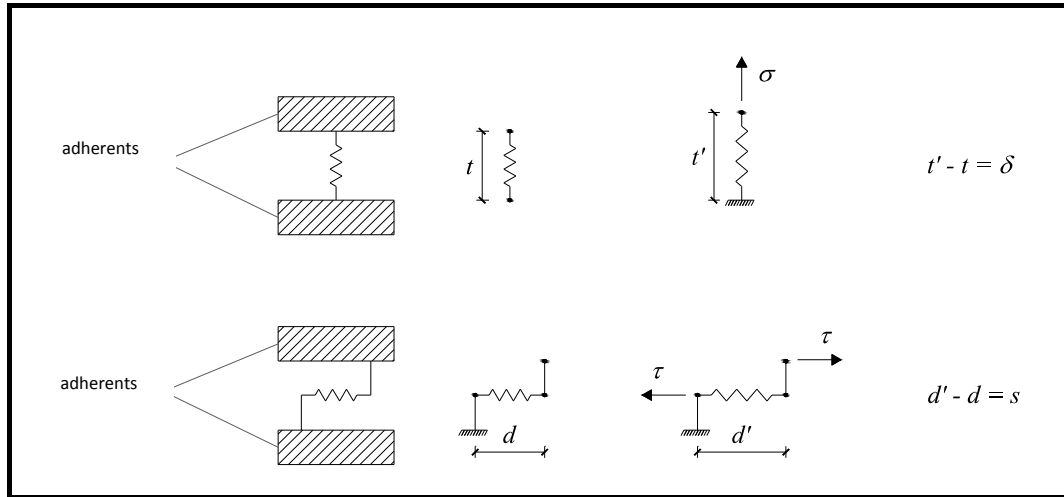 σ
adherents
t
t'
t' - t = δ
adherents
τ
τ
d' - d = s
d
d'